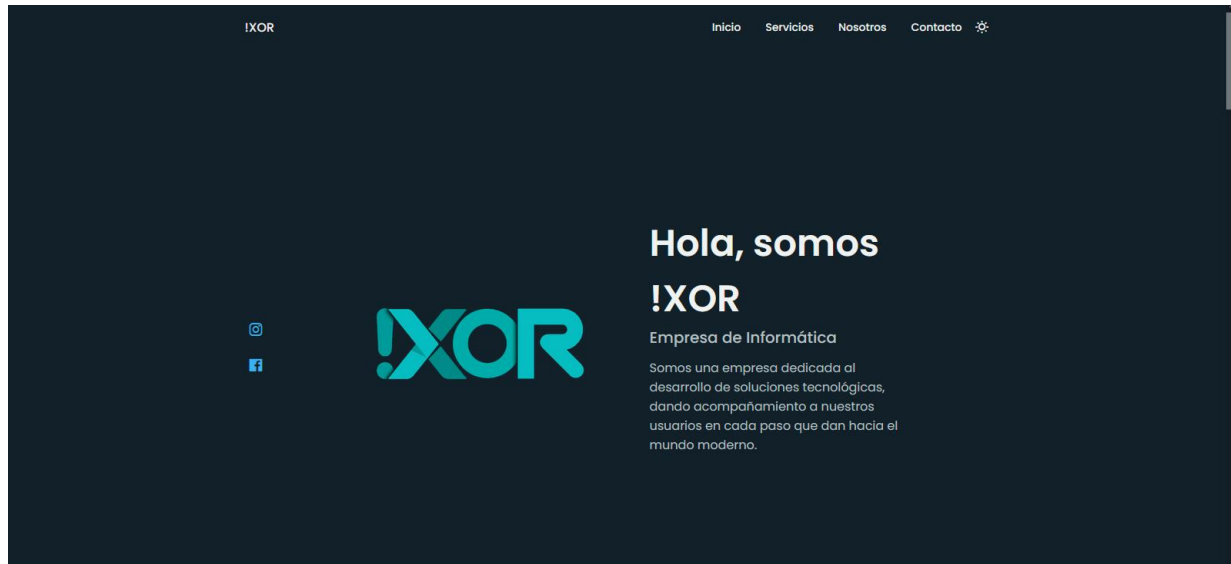 !XOR
Inicio Servicios Nosotros Contacto
Hola, somos
!XOR
!XOR
Empresa de Informática
Somos una empresa dedicada al
desarrollo de soluciones tecnológicas,
dando acompañamiento a nuestros
usuarios en cada paso que dan hacia el
mundo moderno.